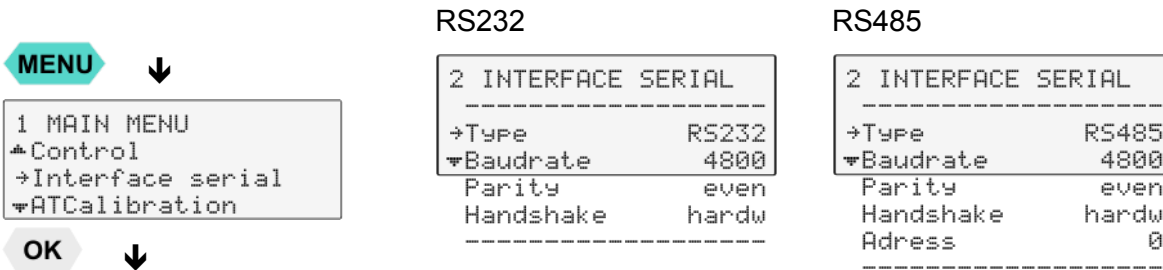 MENU
1 MAIN MENU
Control
Interface serial
ATCalibration
OK
RS232
2 INTERFACE SERIAL
Type RS232
Baudrate 4800
Parity even
Handshake hardw
RS485
2 INTERFACE SERIAL
Type RS485
Baudrate 4800
Parity even
Handshake hardw
Adress 0